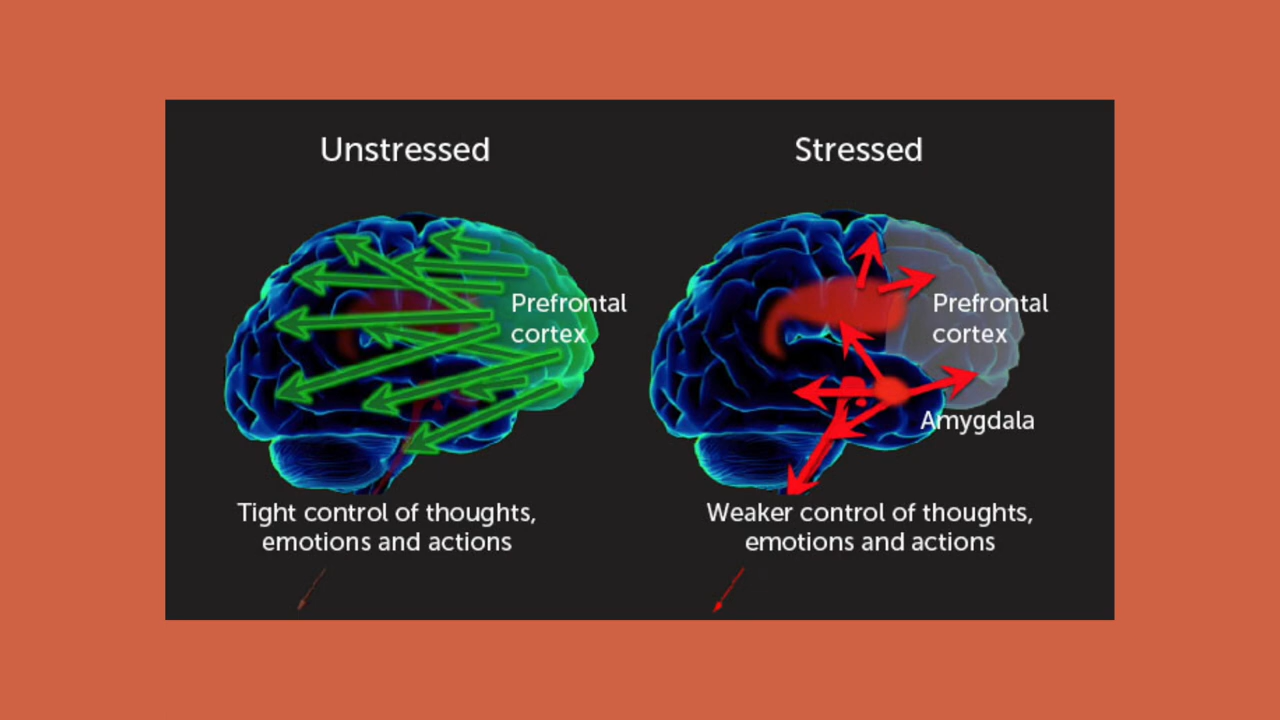 Unstressed
Prefrontal
cortex
Tight control of thoughts,
emotions and actions
Stressed
Prefrontal
cortex
Amygdala
Weaker control of thoughts,
emotions and actions